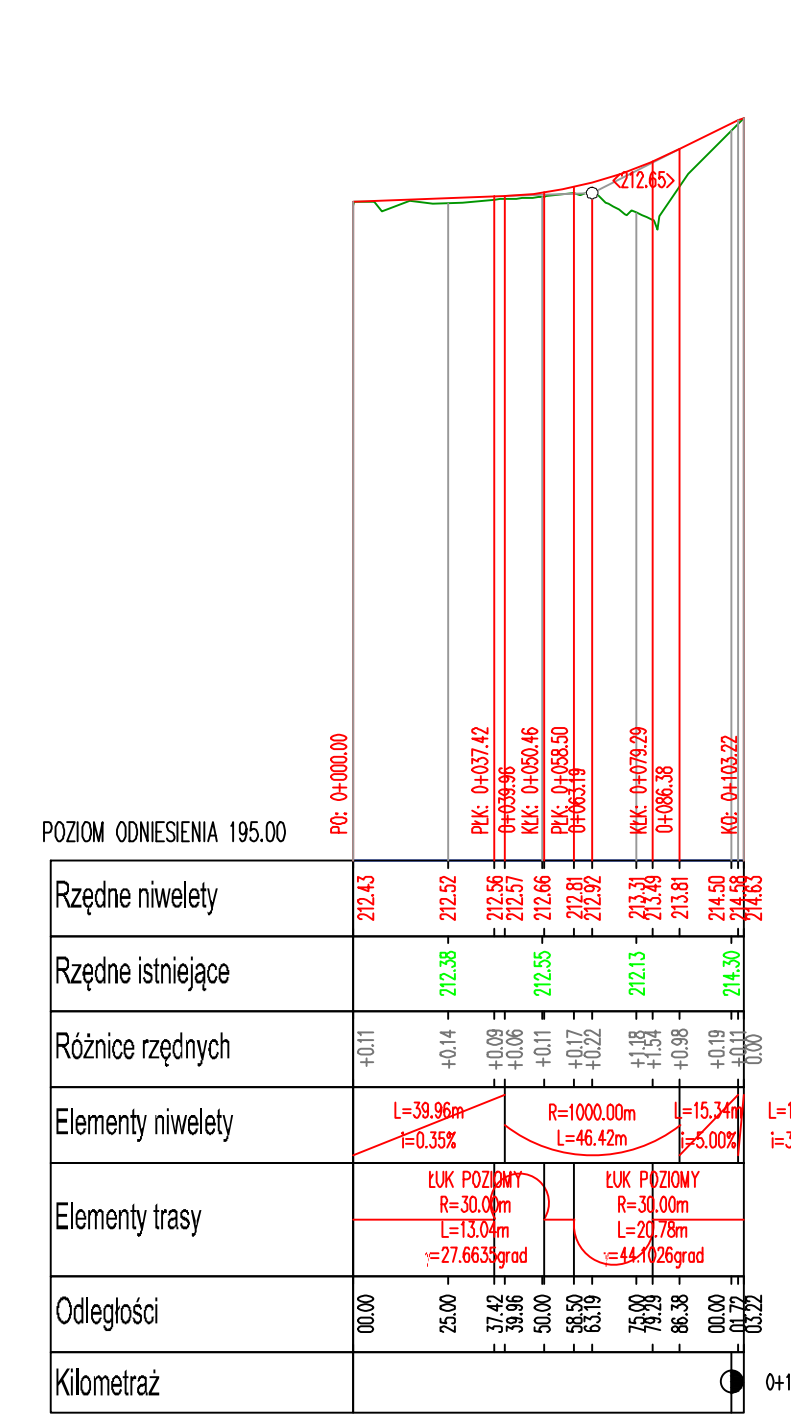 <212.65>
PO: 0+000.00
PŁK: 0+037.42
0+039.96
KŁK: 0+050.46
PŁK: 0+058.50
0+063.19
KŁK: 0+079.29
0+086.38
KO: 0+103.22
POZIOM ODNIESIENIA 195.00
Rzędne niwelety 212.43 212.52 212.56 212.57 212.66 212.81 212.92 213.31 213.49 213.81 214.50 214.58 214.63
Rzędne istniejące 212.38 212.55 212.13 214.30
Różnice rzędnych +0.11 +0.14 +0.09 +0.06 +0.11 +0.17 +0.22 +1.18 +1.54 +0.98 +0.19 +0.11 0.00
Elementy niwelety
L=39.96m R=1000.00m L=15.34m L=1
i=0.35% L=46.42m i=5.00% i=3
Elementy trasy
ŁUK POZIOMY ŁUK POZIOMY
R=30.00m R=30.00m
L=13.04m L=20.78m
γ=27.6635grad γ=44.1026grad
Odległości 00.00 25.00 37.42 39.96 50.00 58.50 63.19 75.00 79.29 86.38 00.00 01.72 03.22
Kilometraż 0+1